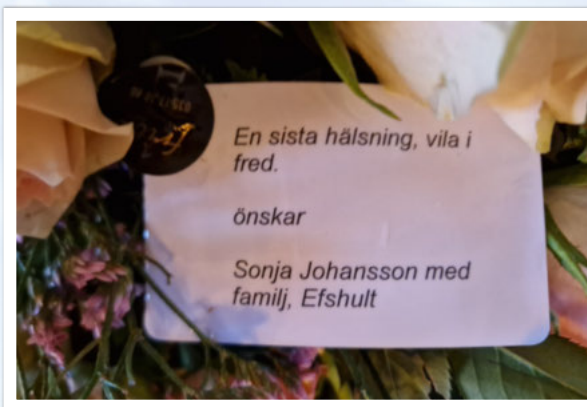 En sista hälsning, vila i
fred.
önskar
Sonja Johansson med
familj, Efshult